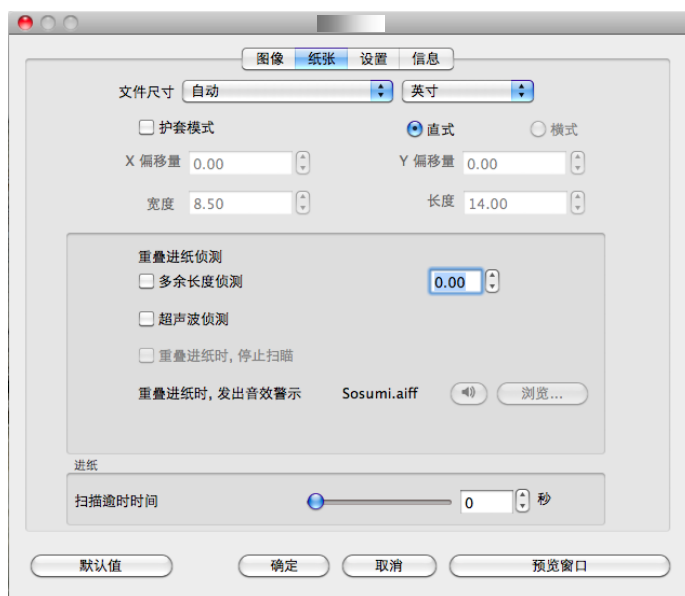 图像 纸张 设置 信息
文件尺寸 自动 英寸
护套模式 直式 横式
X 偏移量 0.00 Y 偏移量 0.00
宽度 8.50 长度 14.00
重叠进纸侦测
多余长度侦测 0.00
超声波侦测
重叠进纸时, 停止扫瞄
重叠进纸时, 发出音效警示 Sosumi.aiff 浏览...
进纸
扫描逾时时间 0 秒
默认值 确定 取消 预览窗口